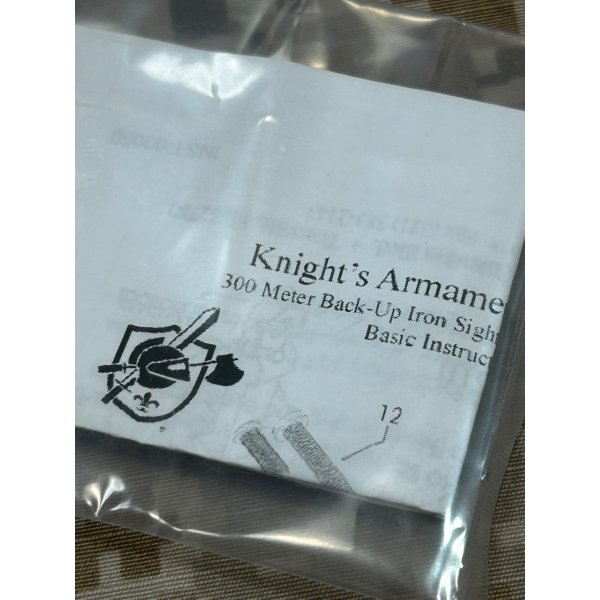 Knight's Armame
300 Meter Back-Up Iron Sigh
Basic Instruc
12